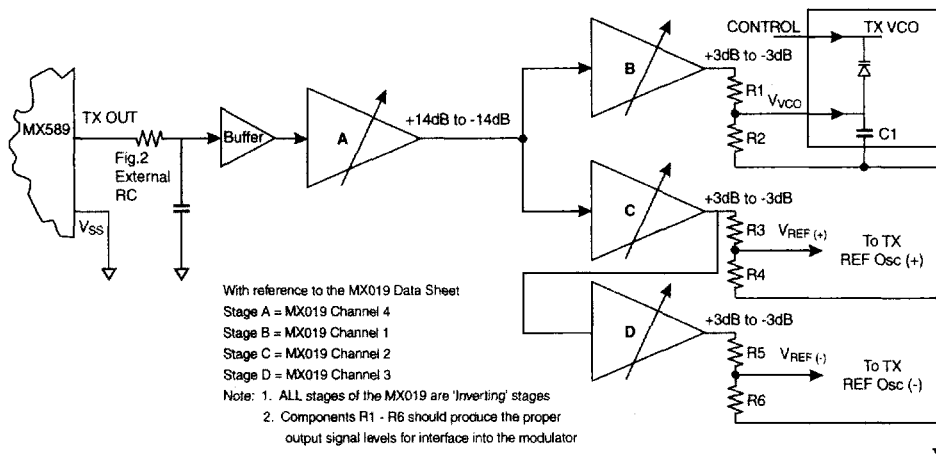 CONTROL
TX VCO
+3dB to -3dB
B
R1
VVCO
R2
C1
MX589
TX OUT
Fig.2
External
RC
VSS
Buffer
A
+14dB to -14dB
C
+3dB to -3dB
R3
VREF (+)
R4
To TX
REF Osc (+)
D
+3dB to -3dB
R5
VREF (-)
R6
To TX
REF Osc (-)
With reference to the MX019 Data Sheet
Stage A = MX019 Channel 4
Stage B = MX019 Channel 1
Stage C = MX019 Channel 2
Stage D = MX019 Channel 3
Note: 1. ALL stages of the MX019 are 'Inverting' stages
2. Components R1 - R6 should produce the proper
output signal levels for interface into the modulator